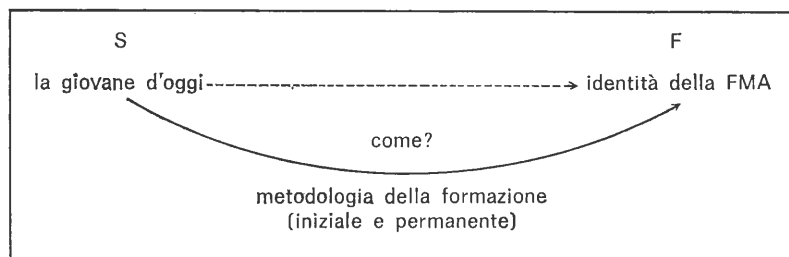 S F
la giovane d'oggi identità della FMA
come?
metodologia della formazione
(iniziale e permanente)